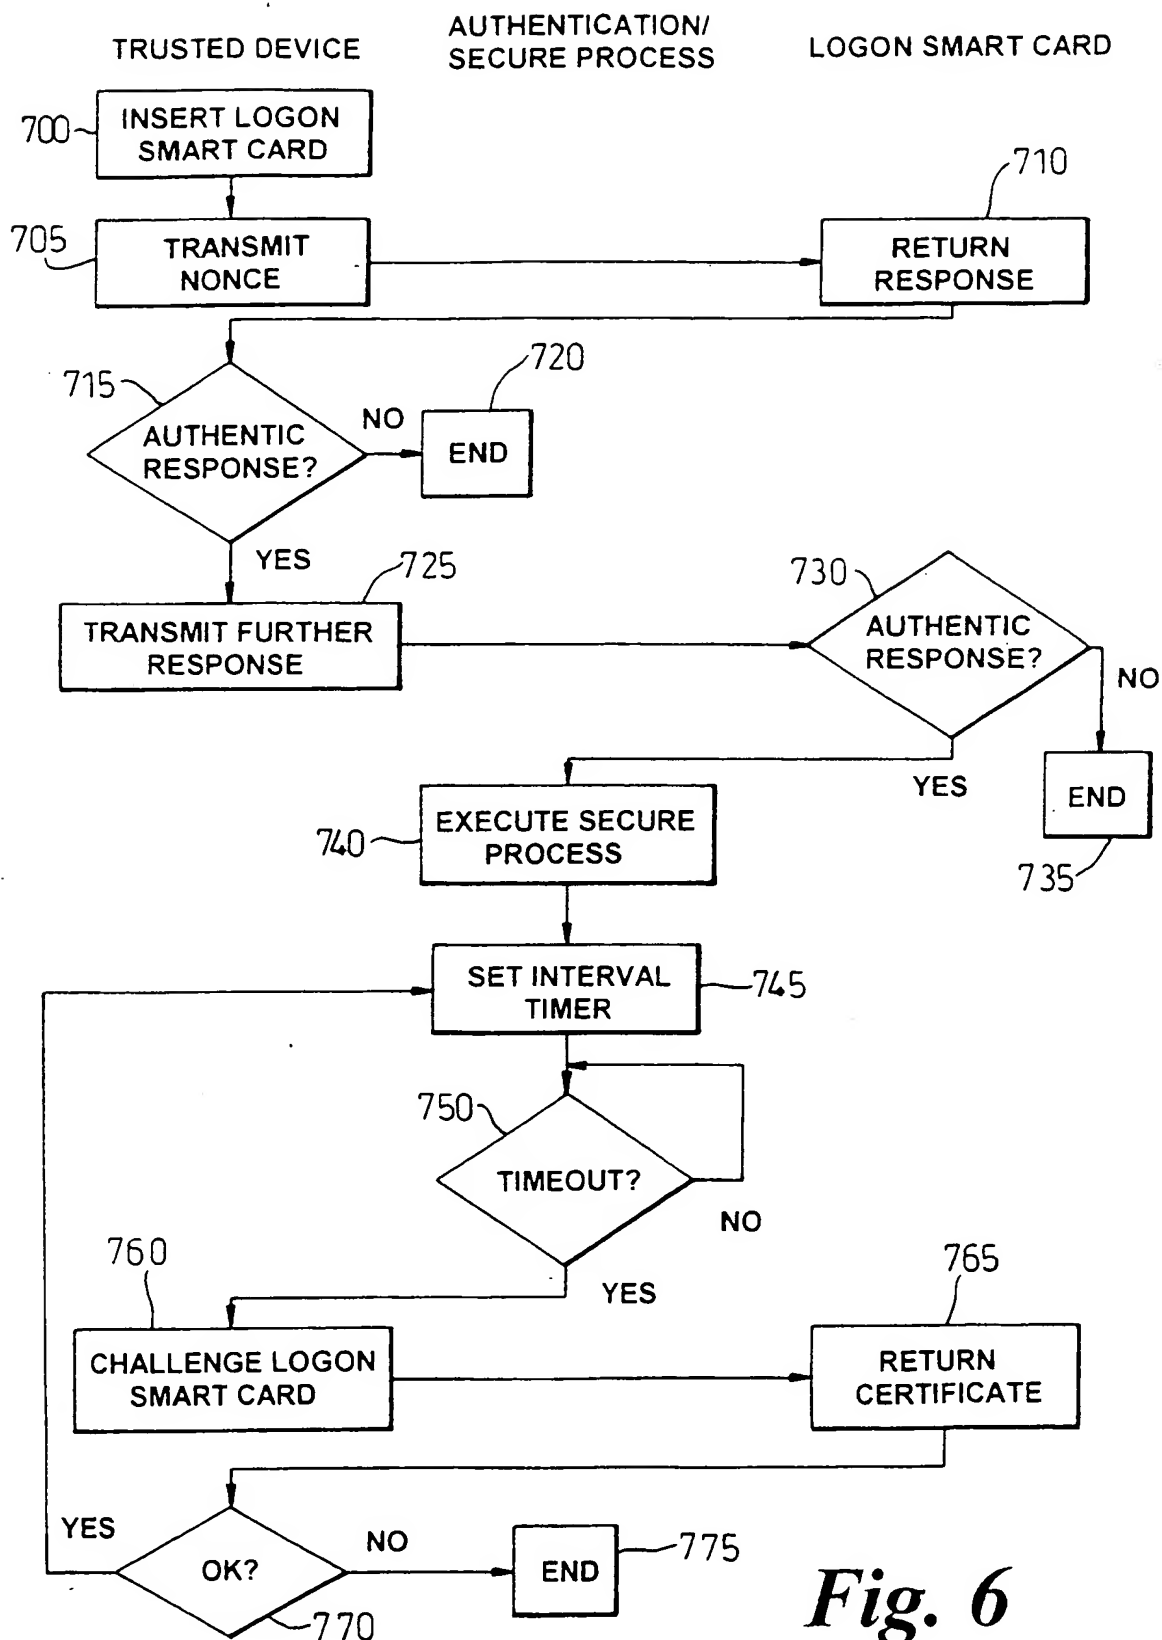 TRUSTED DEVICE
AUTHENTICATION/
SECURE PROCESS
LOGON SMART CARD
700
INSERT LOGON
SMART CARD
710
705
TRANSMIT
NONCE
RETURN
RESPONSE
715
720
AUTHENTIC
RESPONSE?
NO
END
YES
725
730
TRANSMIT FURTHER
RESPONSE
AUTHENTIC
RESPONSE?
NO
YES
END
735
740
EXECUTE SECURE
PROCESS
SET INTERVAL
TIMER
745
750
TIMEOUT?
NO
YES
760
765
CHALLENGE LOGON
SMART CARD
RETURN
CERTIFICATE
YES
OK?
NO
END
775
770
Fig. 6